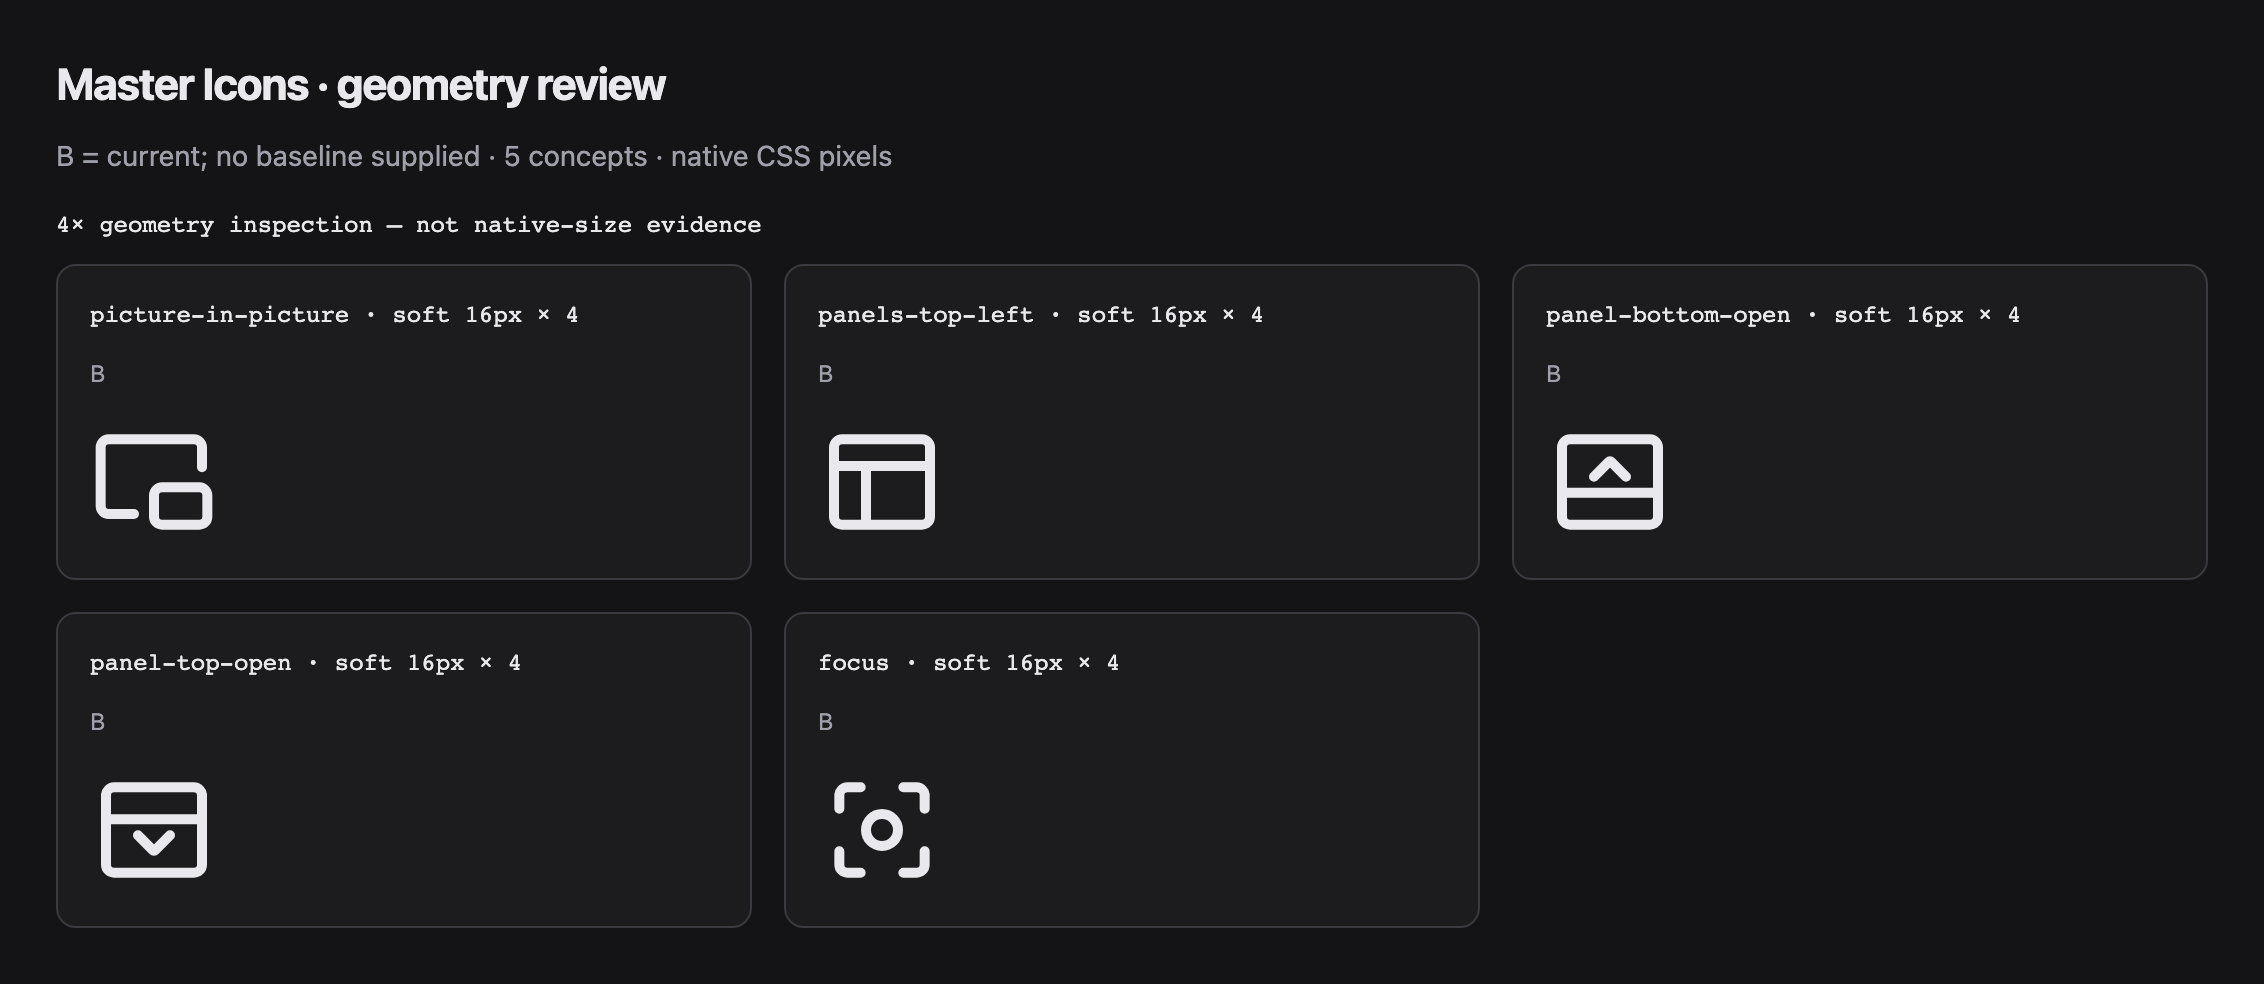 Master Icons · geometry review
B = current; no baseline supplied · 5 concepts · native CSS pixels
4× geometry inspection — not native-size evidence
picture-in-picture · soft 16px × 4
B
panels-top-left · soft 16px × 4
B
panel-bottom-open · soft 16px × 4
B
panel-top-open · soft 16px × 4
B
focus · soft 16px × 4
B